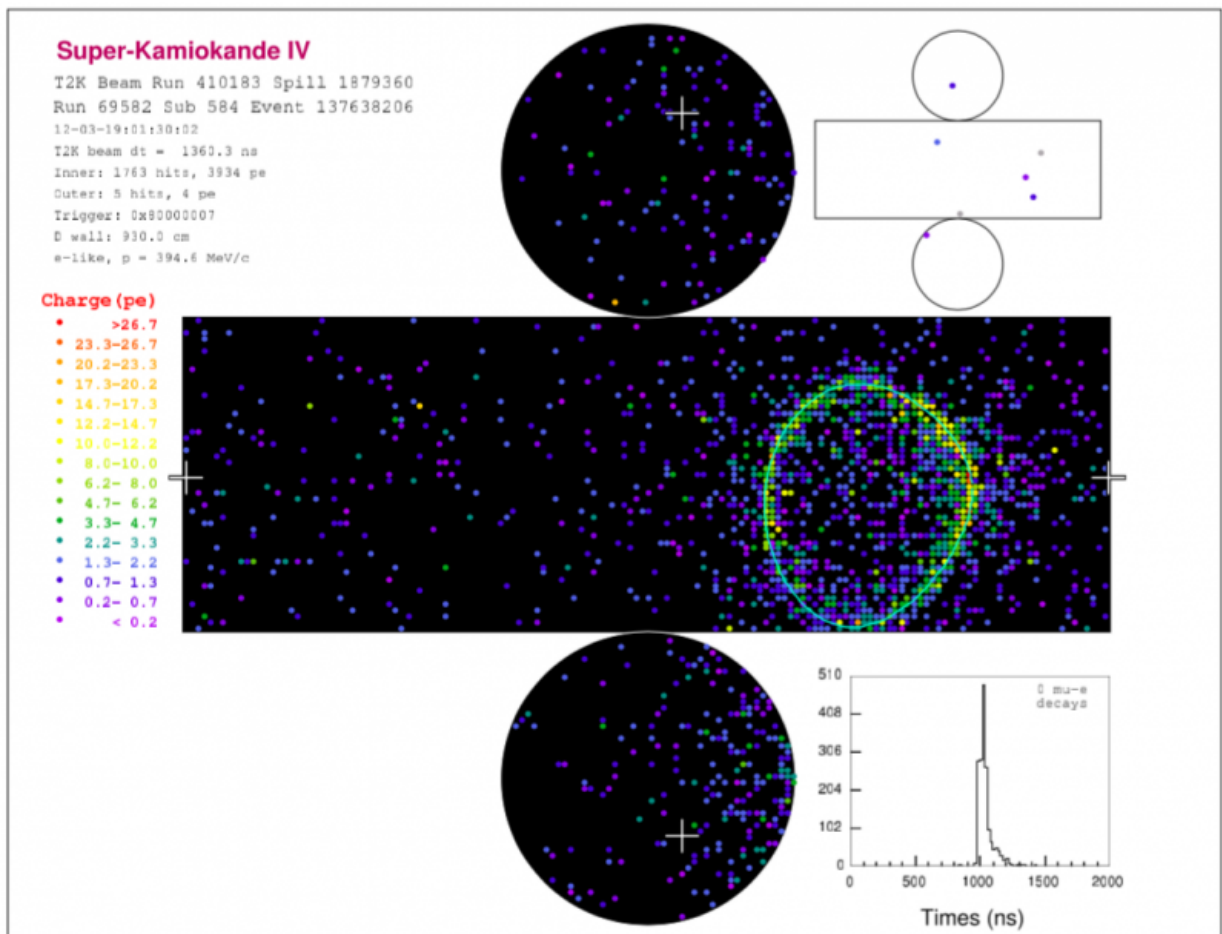 Super-Kamiokande IV
T2K Beam Run 410183 Spill 1879360
Run 69582 Sub 584 Event 137638206
12-03-19:01:30:02
T2K beam dt = 1360.3 ns
Inner: 1763 hits, 3934 pe
Outer: 5 hits, 4 pe
Trigger: 0x80000007
D wall: 930.0 cm
e-like, p = 394.6 MeV/c
Charge(pe)
>26.7
23.3-26.7
20.2-23.3
17.3-20.2
14.7-17.3
12.2-14.7
10.0-12.2
8.0-10.0
6.2- 8.0
4.7- 6.2
3.3- 4.7
2.2- 3.3
1.3- 2.2
0.7- 1.3
0.2- 0.7
< 0.2
510
408
306
204
102
0
0 mu-e
decays
0 500 1000 1500 2000
Times (ns)